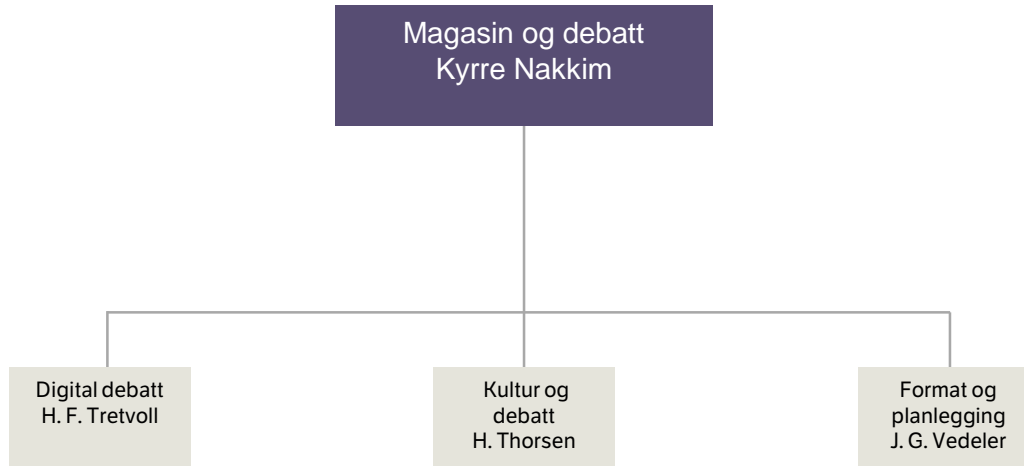 Magasin og debatt
Kyrre Nakkim
Digital debatt
H. F. Tretvoll
Kultur og
debatt
H. Thorsen
Format og
planlegging
J. G. Vedeler